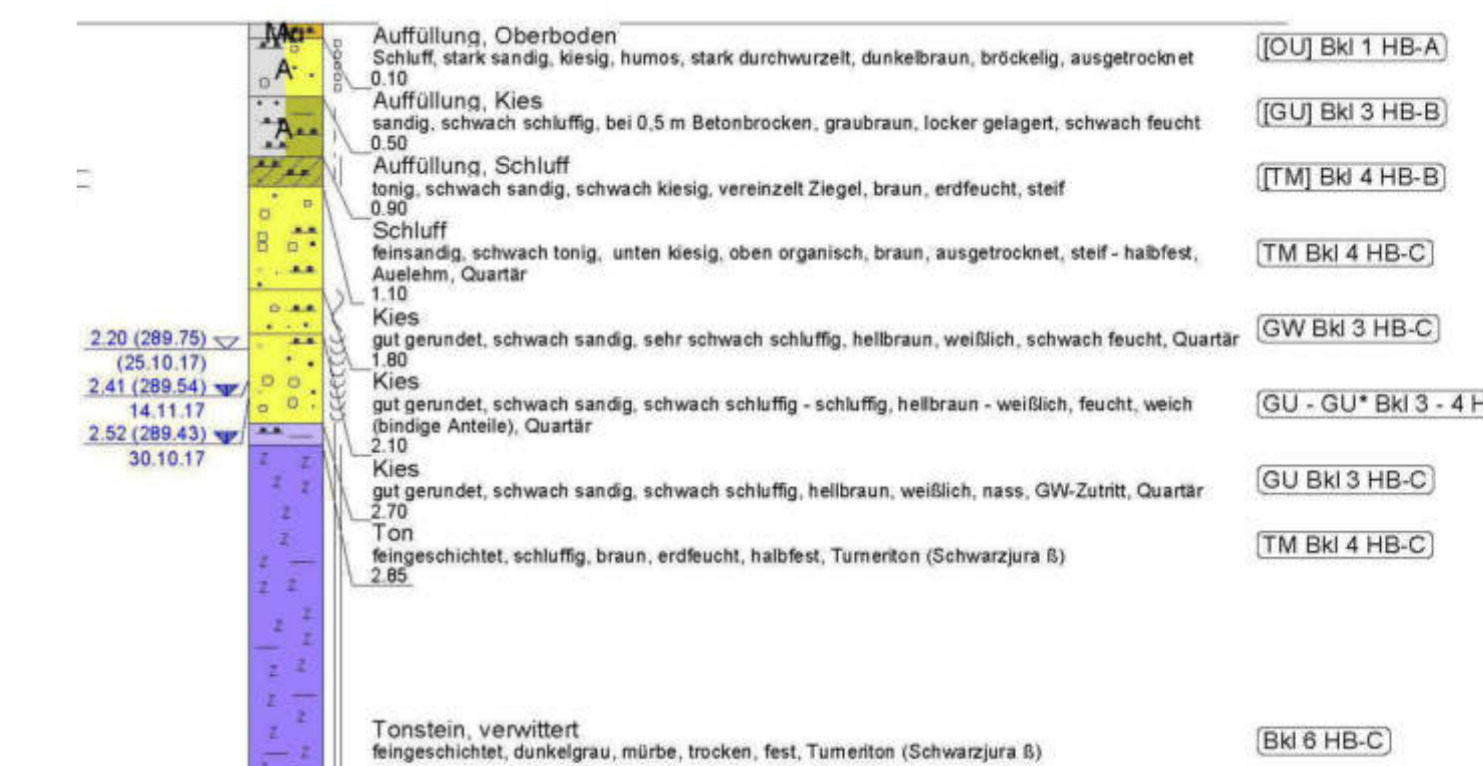 Mu
Auffüllung, Oberboden
Schluff, stark sandig, kiesig, humos, stark durchwurzelt, dunkelbraun, bröckelig, ausgetrocknet
0.10
[OU] Bkl 1 HB-A
A
Auffüllung, Kies
sandig, schwach schluffig, bei 0,5 m Betonbrocken, graubraun, locker gelagert, schwach feucht
0.50
[GU] Bkl 3 HB-B
A
Auffüllung, Schluff
tonig, schwach sandig, schwach kiesig, vereinzelt Ziegel, braun, erdfeucht, steif
0.90
[TM] Bkl 4 HB-B
Schluff
feinsandig, schwach tonig, unten kiesig, oben organisch, braun, ausgetrocknet, steif - halbfest,
Auelehm, Quartär
1.10
TM Bkl 4 HB-C
Kies
gut gerundet, schwach sandig, sehr schwach schluffig, hellbraun, weißlich, schwach feucht, Quartär
1.80
GW Bkl 3 HB-C
2.20 (289.75)
(25.10.17)
2.41 (289.54)
14.11.17
2.52 (289.43)
30.10.17
Kies
gut gerundet, schwach sandig, schwach schluffig - schluffig, hellbraun - weißlich, feucht, weich
(bindige Anteile), Quartär
2.10
GU - GU* Bkl 3 - 4 H
Kies
gut gerundet, schwach sandig, schwach schluffig, hellbraun, weißlich, nass, GW-Zutritt, Quartär
2.70
GU Bkl 3 HB-C
Ton
feingeschichtet, schluffig, braun, erdfeucht, halbfest, Turneriton (Schwarzjura ß)
2.85
TM Bkl 4 HB-C
Tonstein, verwittert
feingeschichtet, dunkelgrau, mürbe, trocken, fest, Turneriton (Schwarzjura ß)
Bkl 6 HB-C